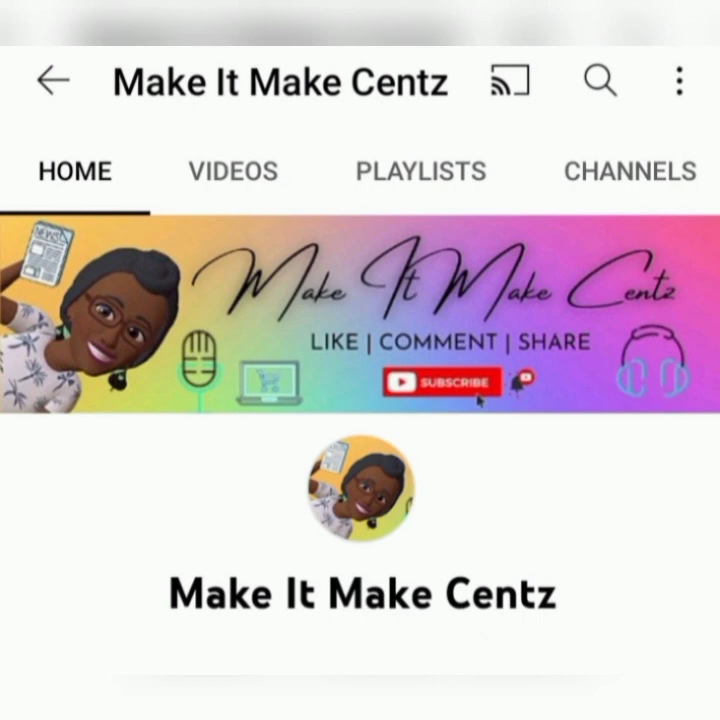 Make It Make Centz
HOME VIDEOS PLAYLISTS CHANNELS
NEWS
Make It Make Centz
LIKE | COMMENT | SHARE
SUBSCRIBE
Make It Make Centz